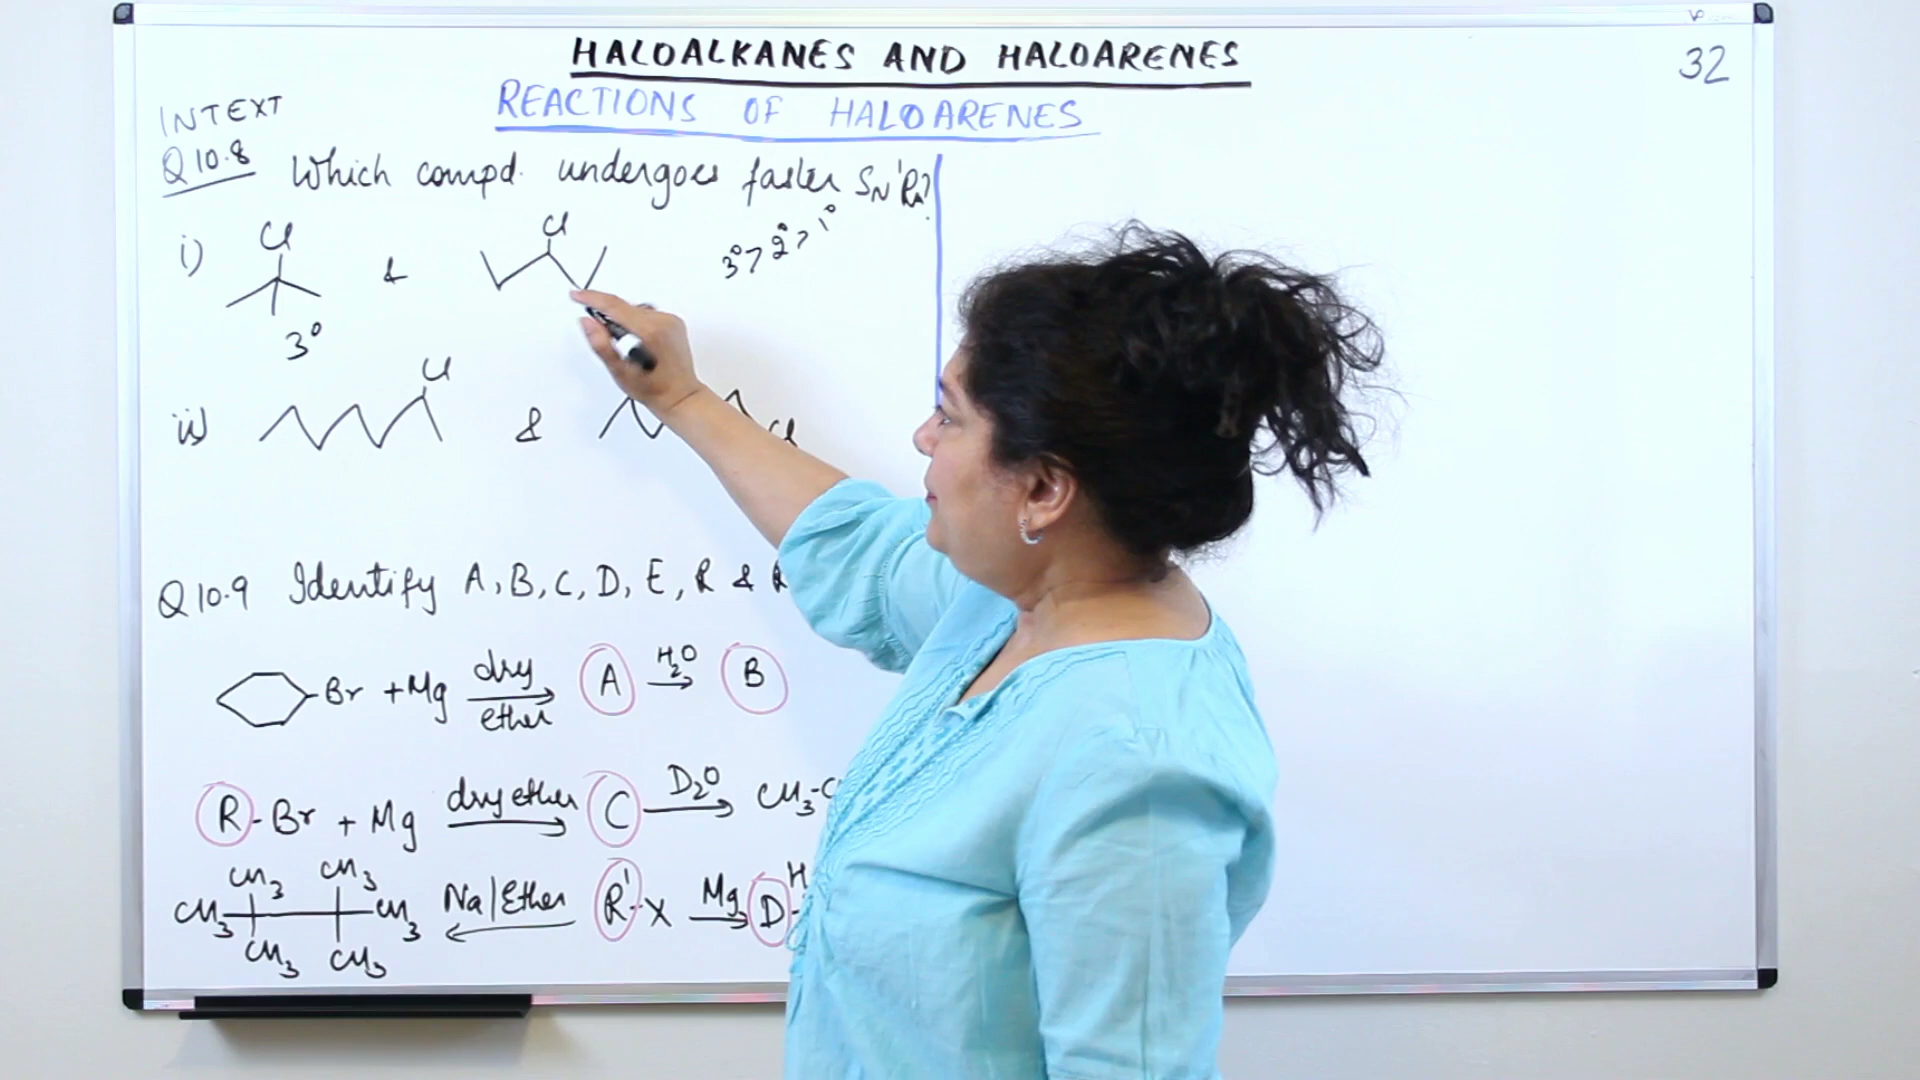 HALOALKANES AND HALOARENES
32
REACTIONS OF HALOARENES
INTEXT
Q 10.8 Which compd. undergoes faster SN1 Rn?
3° > 2° > 1°
i) Cl & Cl
3°
ii) Cl & Cl
Q 10.9 Identify A, B, C, D, E, R &
-Br + Mg dry ether A H2O B
R-Br + Mg dry ether C D2O CH3-
CH3 CH3
CH3 CH3 Na/Ether R'-X Mg D H
CH3 CH3